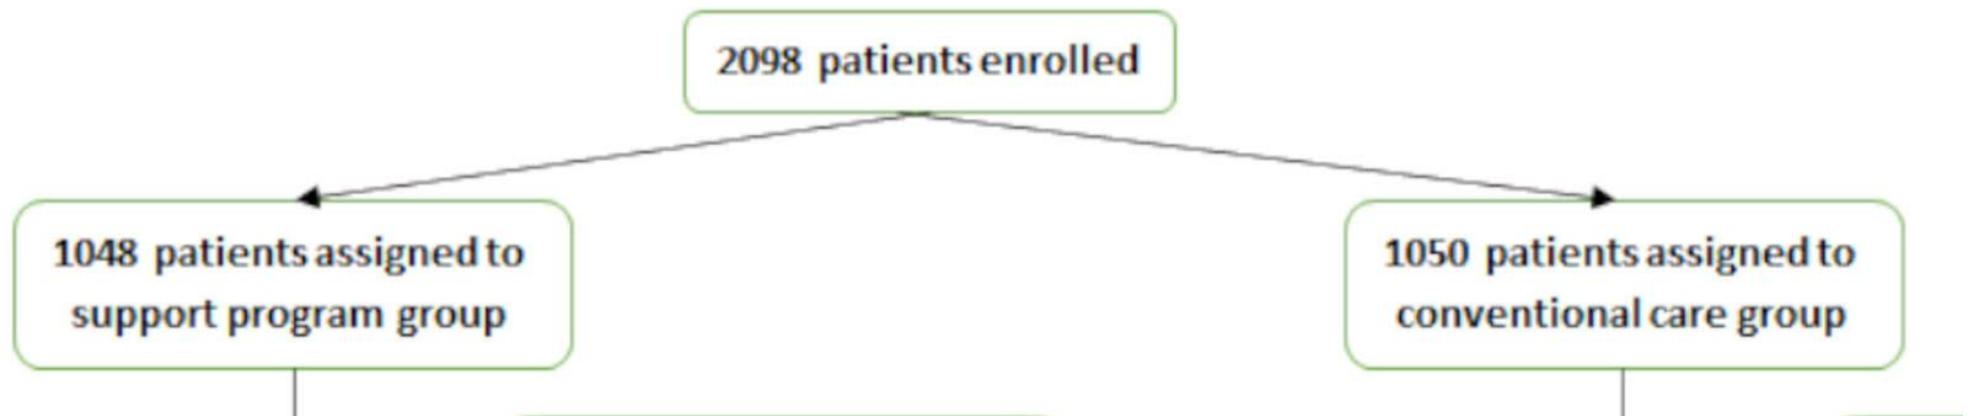 2098 patients enrolled
1048 patients assigned to
support program group
1050 patients assigned to
conventional care group